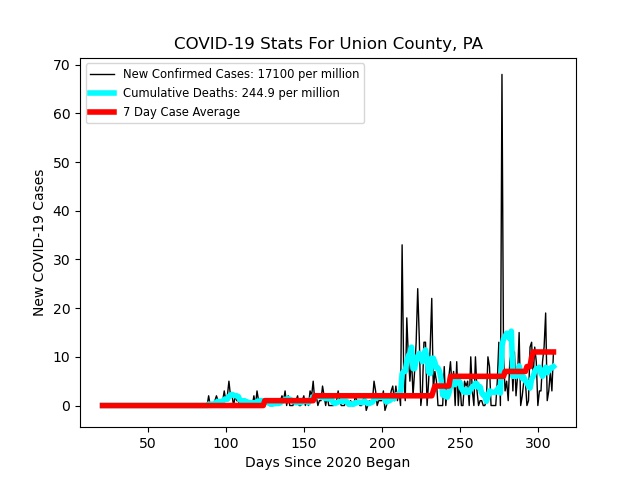 COVID-19 Stats For Union County, PA
New Confirmed Cases: 17100 per million
Cumulative Deaths: 244.9 per million
7 Day Case Average
New COVID-19 Cases
70
60
50
40
30
20
10
0
50 100 150 200 250 300
Days Since 2020 Began